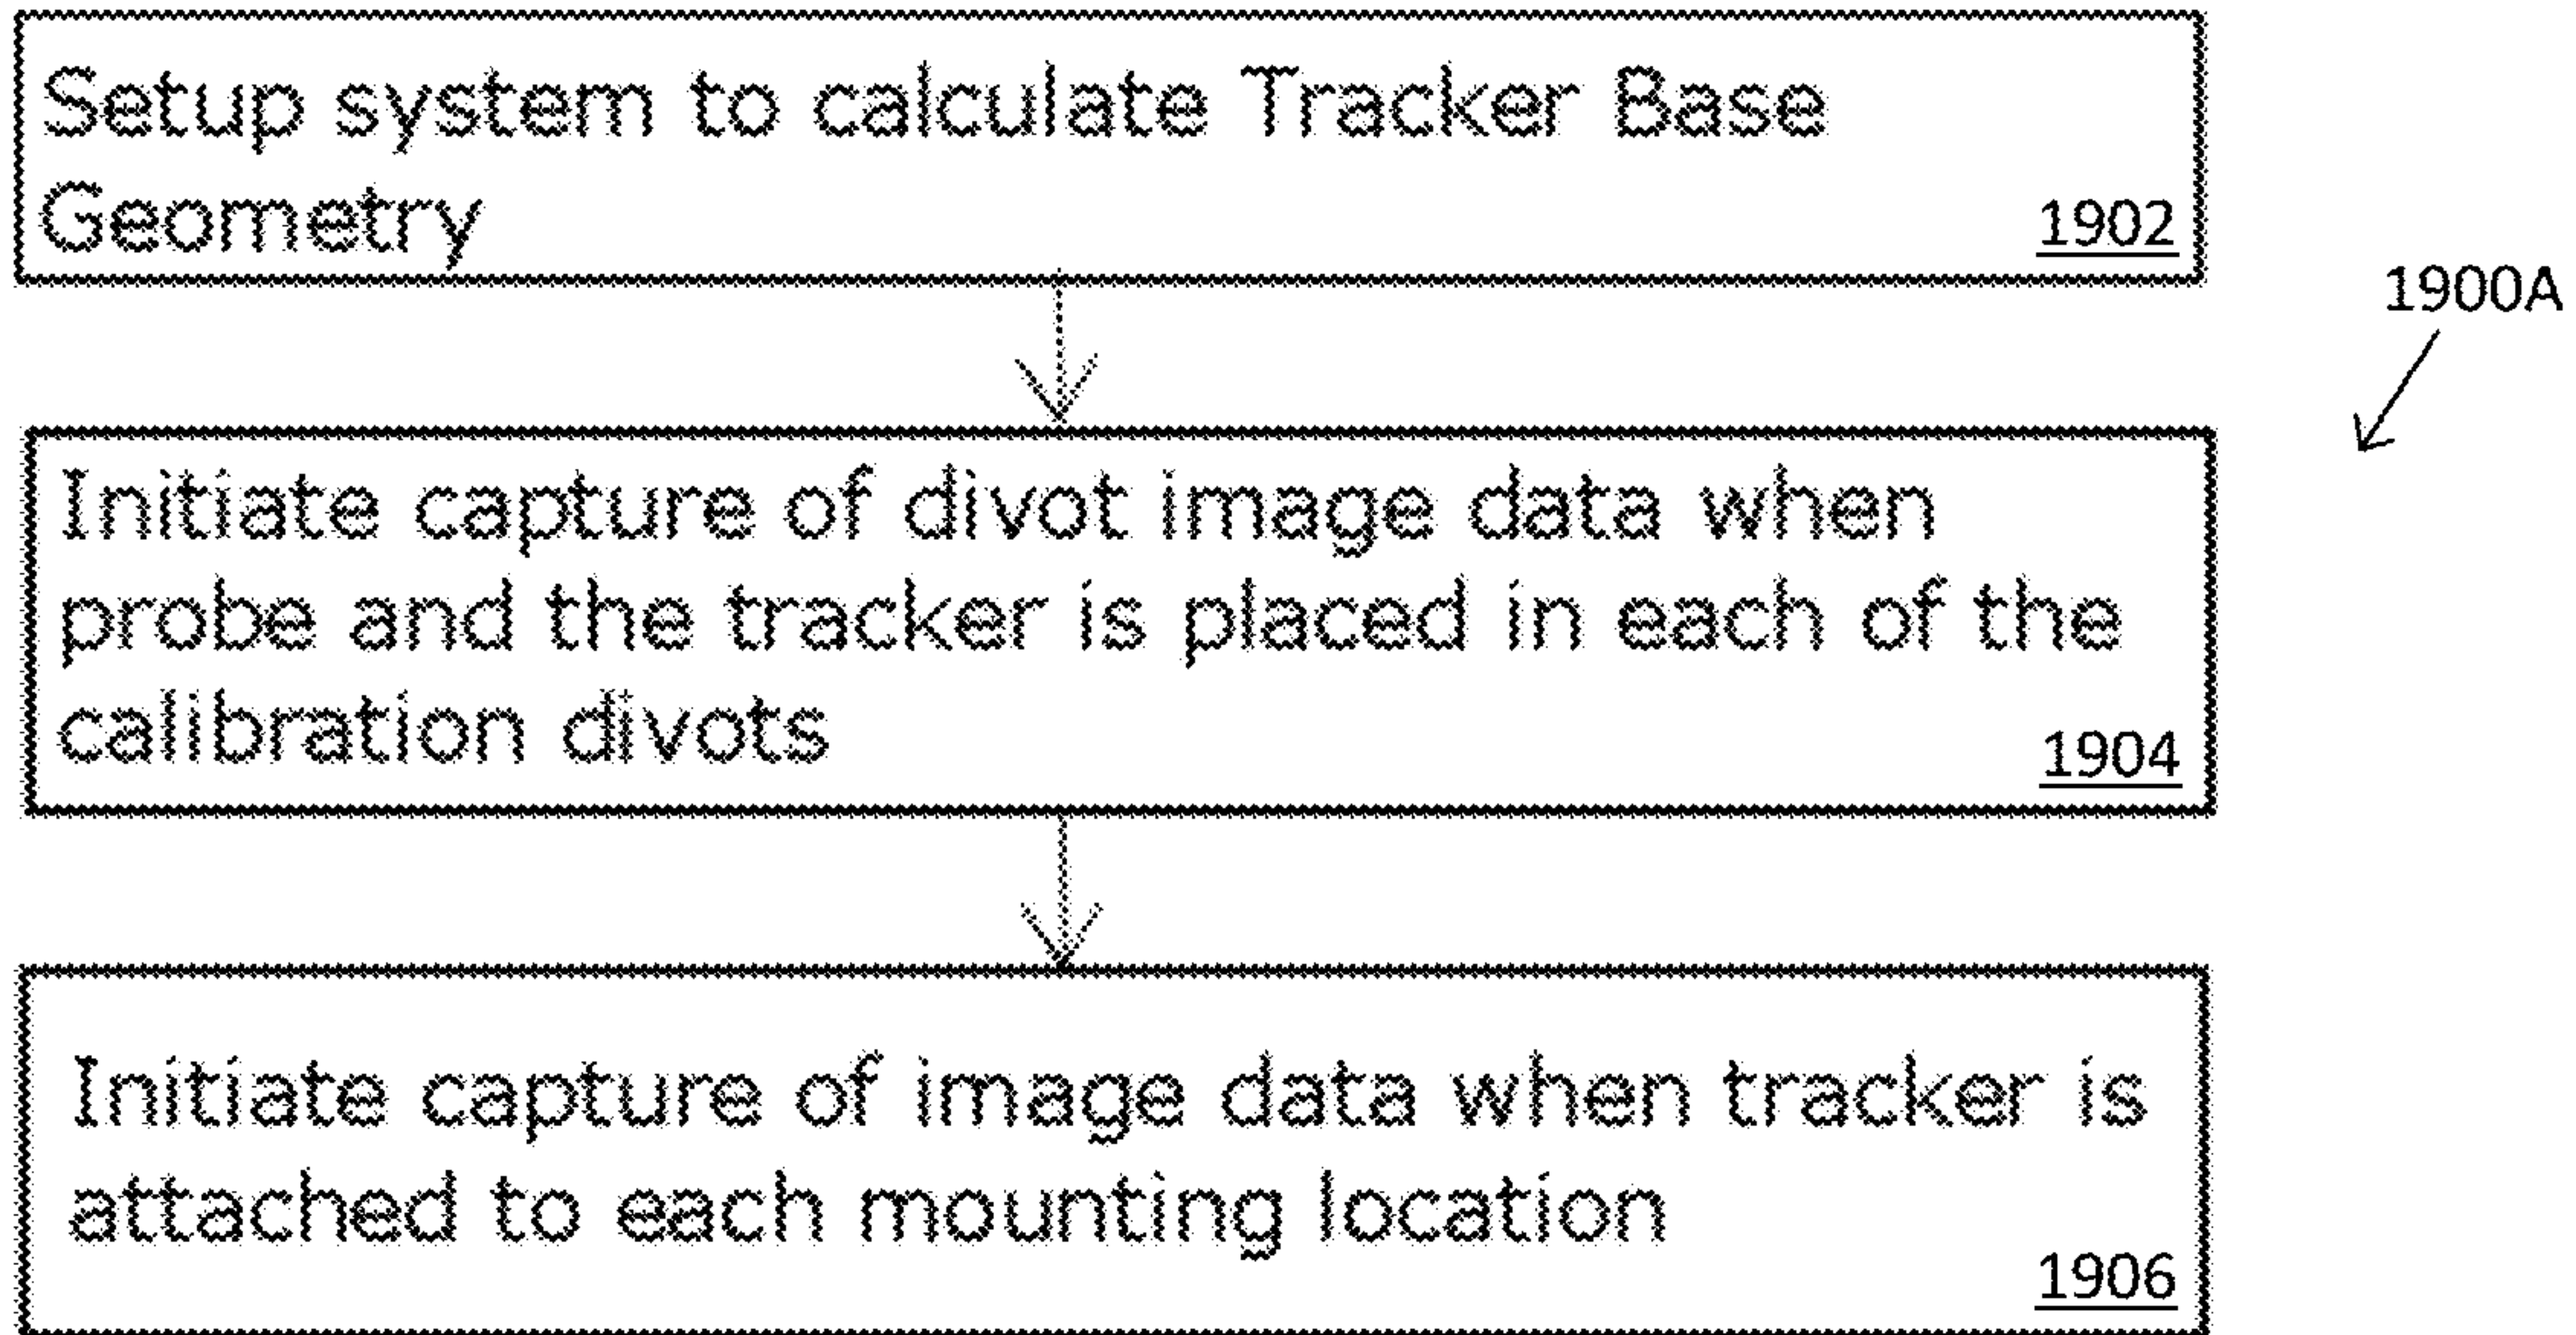 Setup system to calculate Tracker Base
Geometry
1902
1900A
Initiate capture of divot image data when
probe and the tracker is placed in each of the
calibration divots
1904
Initiate capture of image data when tracker is
attached to each mounting location
1906